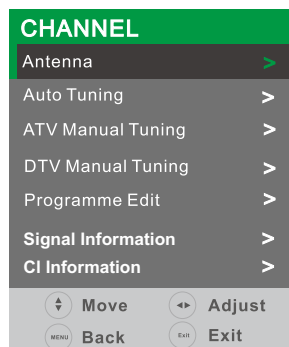 CHANNEL
Antenna >
Auto Tuning >
ATV Manual Tuning >
DTV Manual Tuning >
Programme Edit >
Signal Information >
CI Information >
Move Adjust
MENU Back Exit Exit